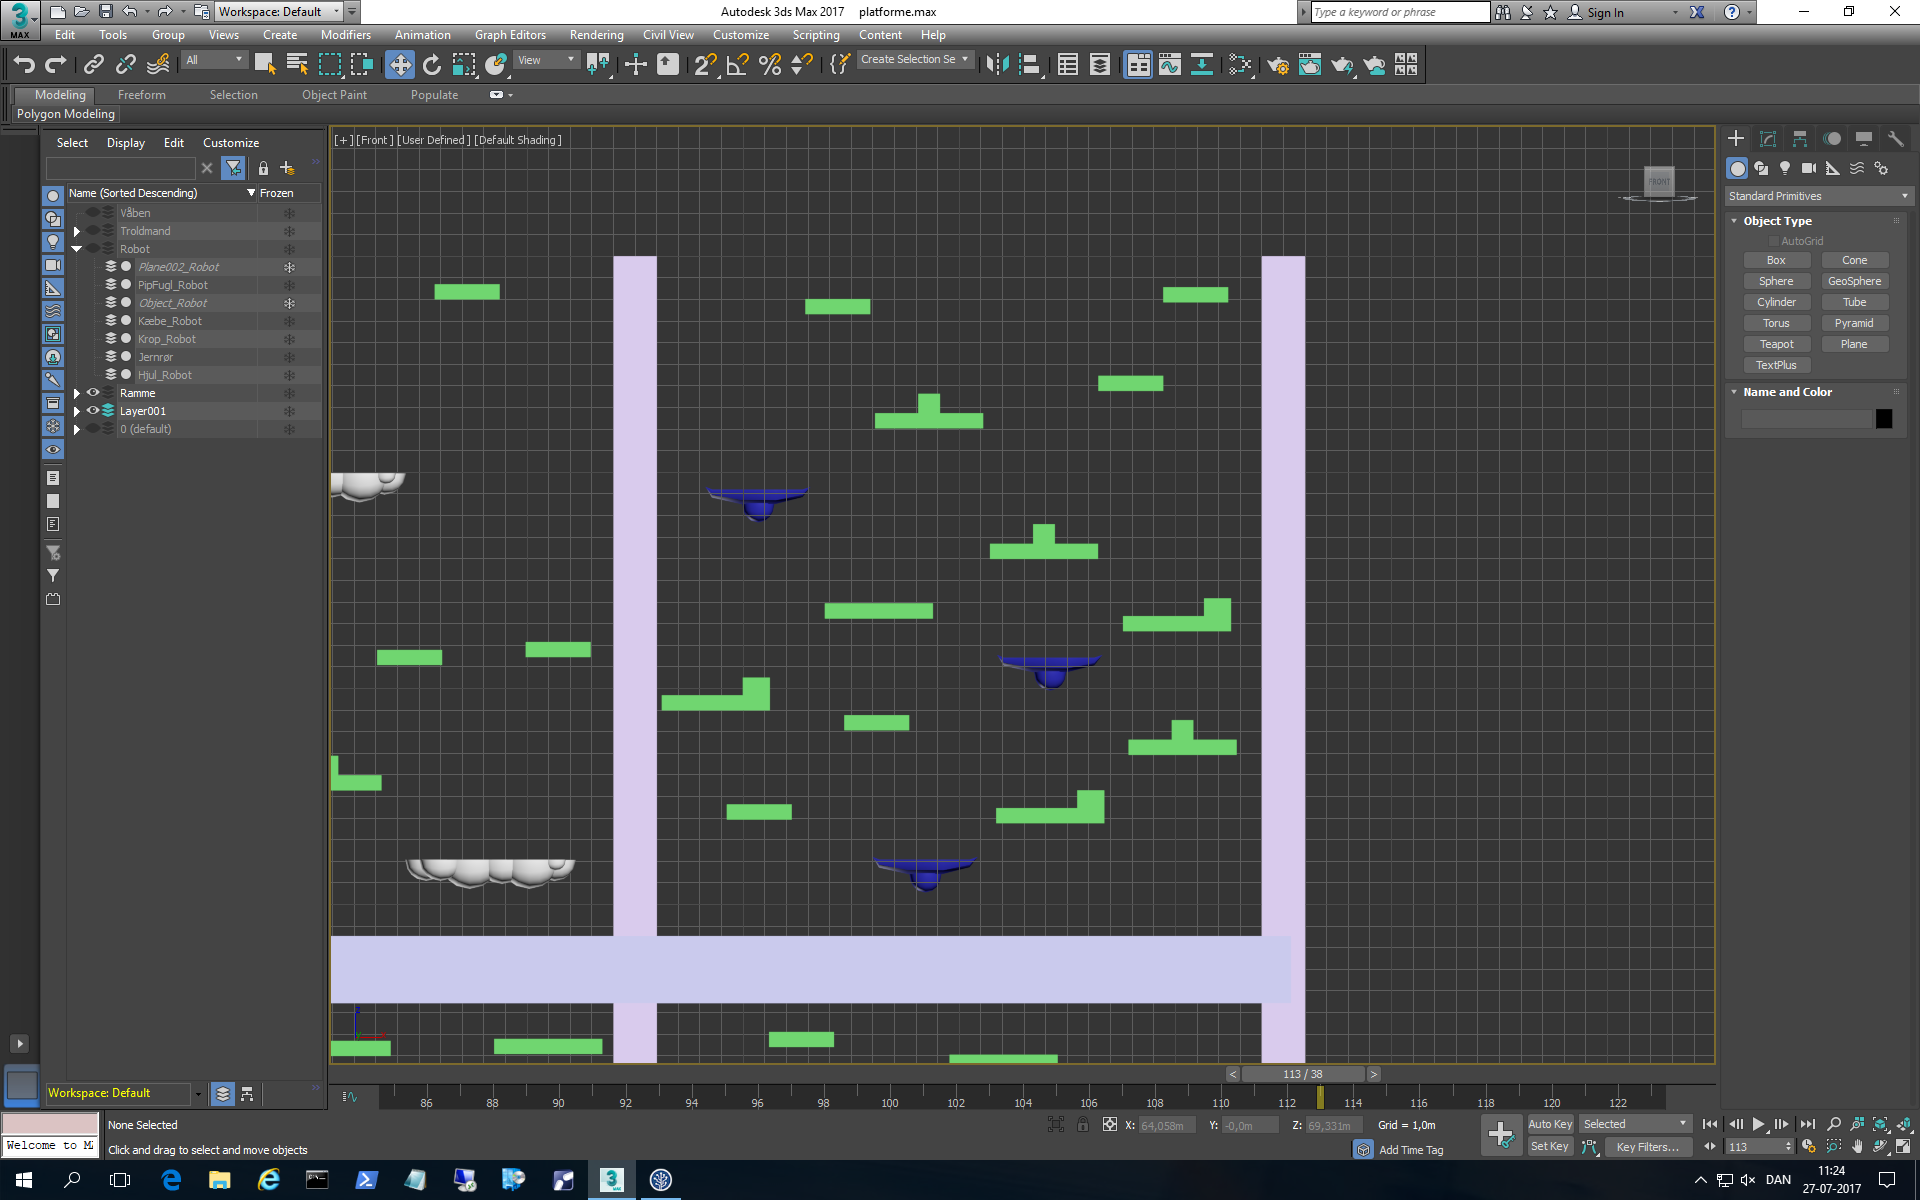 Workspace: Default
Autodesk 3ds Max 2017 platforme.max
Type a keyword or phrase
Sign In
MAX
Edit Tools Group Views Create Modifiers Animation Graph Editors Rendering Civil View Customize Scripting Content Help
All
View
Create Selection Se
Modeling Freeform Selection Object Paint Populate
Polygon Modeling
Select Display Edit Customize
Name (Sorted Descending) Frozen
Våben
Troldmand
Robot
Plane002_Robot
PipFugl_Robot
Object_Robot
Kæbe_Robot
Krop_Robot
Jernrør
Hjul_Robot
Ramme
Layer001
0 (default)
[+] [Front ] [User Defined ] [Default Shading ]
FRONT
Standard Primitives
Object Type
AutoGrid
Box Cone
Sphere GeoSphere
Cylinder Tube
Torus Pyramid
Teapot Plane
TextPlus
Name and Color
Workspace: Default
< 113 / 38 >
86 88 90 92 94 96 98 100 102 104 106 108 110 112 114 116 118 120 122
None Selected
X: 64,058m Y: -0,0m Z: 69,331m Grid = 1,0m
Auto Key Selected
Welcome to M
Click and drag to select and move objects
Add Time Tag
Set Key Key Filters...
113
3
MAX
DAN
11:24
27-07-2017